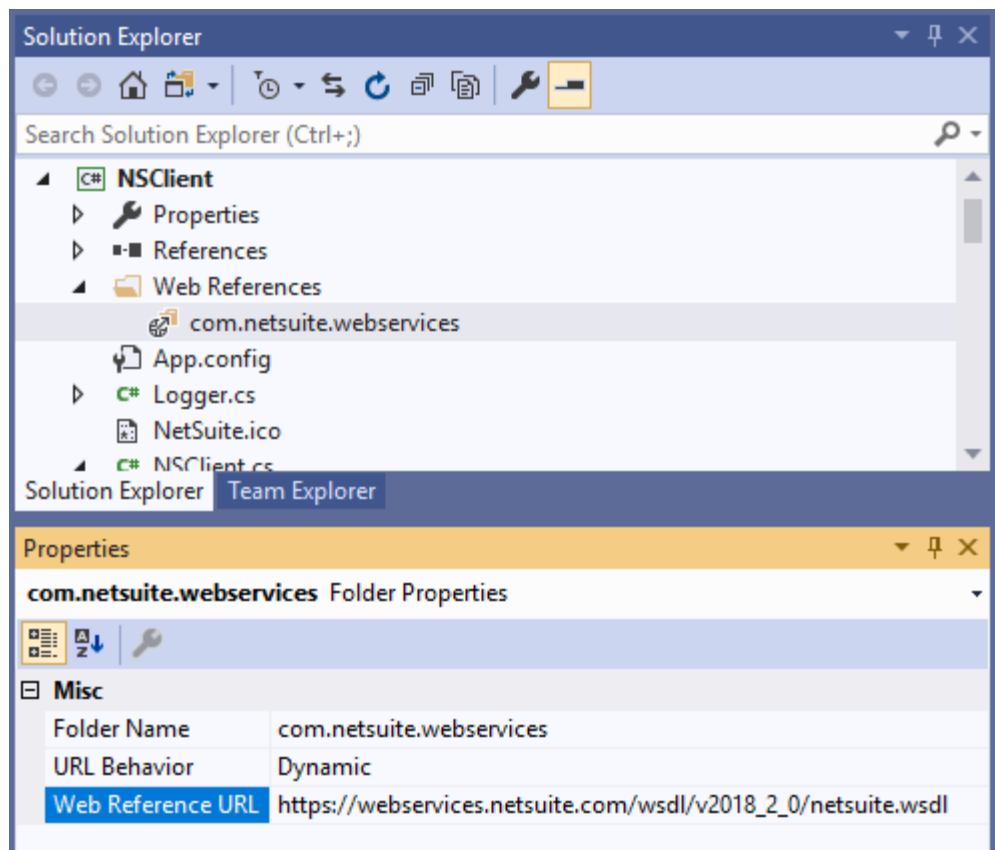 Solution Explorer
Search Solution Explorer (Ctrl+;)
C# NSClient
Properties
References
Web References
com.netsuite.webservices
App.config
C# Logger.cs
NetSuite.ico
C# NSClient.cs
Solution Explorer Team Explorer
Properties
com.netsuite.webservices Folder Properties
Misc
Folder Name com.netsuite.webservices
URL Behavior Dynamic
Web Reference URL https://webservices.netsuite.com/wsdl/v2018_2_0/netsuite.wsdl